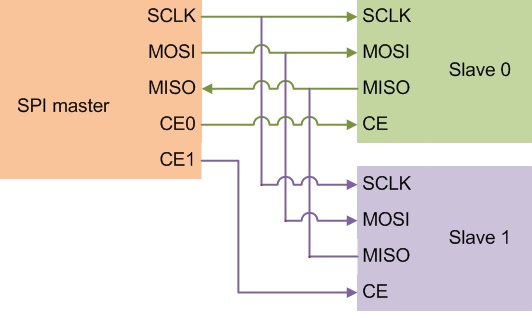 SCLK
MOSI
MISO
CE0
CE1
SPI master
SCLK
MOSI
MISO
CE
Slave 0
SCLK
MOSI
MISO
CE
Slave 1